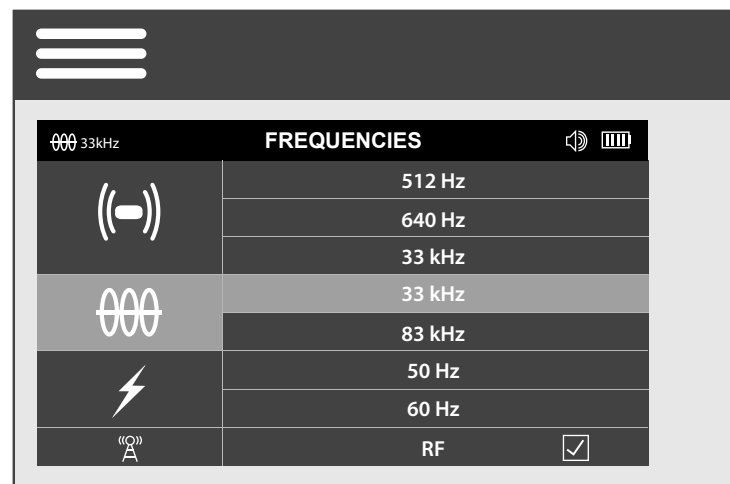 33kHz FREQUENCIES
512 Hz
640 Hz
33 kHz
33 kHz
83 kHz
50 Hz
60 Hz
RF